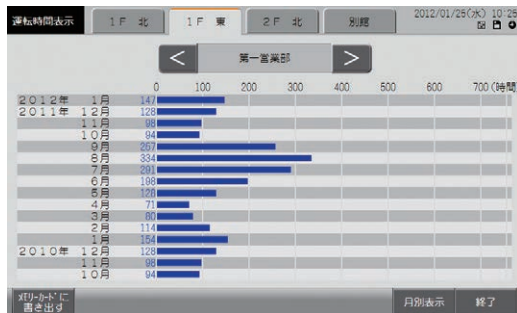 運転時間表示 1F 北 1F 東 2F 北 別館 2012/01/25(水) 10:25
< 第一営業部 >
0 100 200 300 400 500 600 700 (時間)
2012年 1月 147
2011年 12月 128
11月 98
10月 94
9月 257
8月 334
7月 291
6月 198
5月 128
4月 71
3月 80
2月 114
1月 154
2010年 12月 128
11月 98
10月 94
ﾒﾓﾘｰｶｰﾄﾞに
書き出す
月別表示 終了